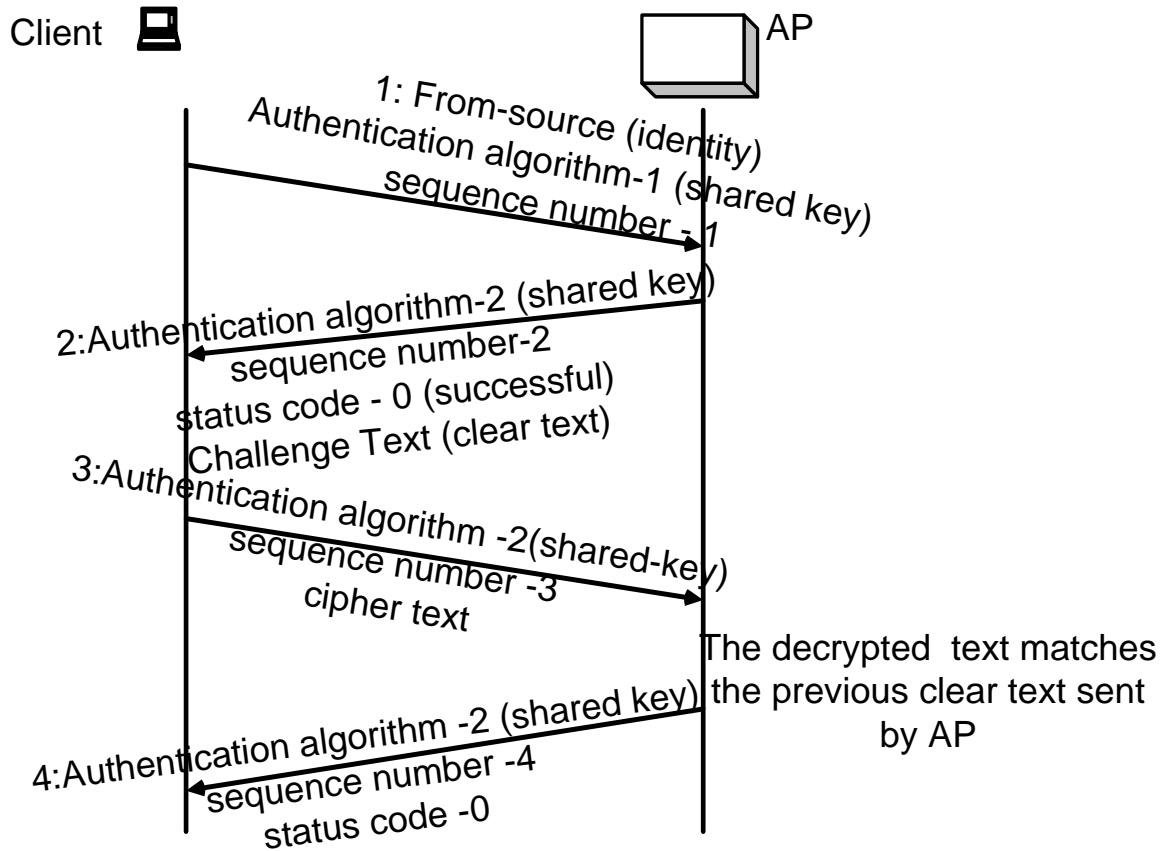 Client
AP
1: From-source (identity)
Authentication algorithm-1 (shared key)
sequence number - 1
2:Authentication algorithm-2 (shared key)
sequence number-2
status code - 0 (successful)
Challenge Text (clear text)
3:Authentication algorithm -2(shared-key)
sequence number -3
cipher text
The decrypted text matches
the previous clear text sent
by AP
4:Authentication algorithm -2 (shared key)
sequence number -4
status code -0